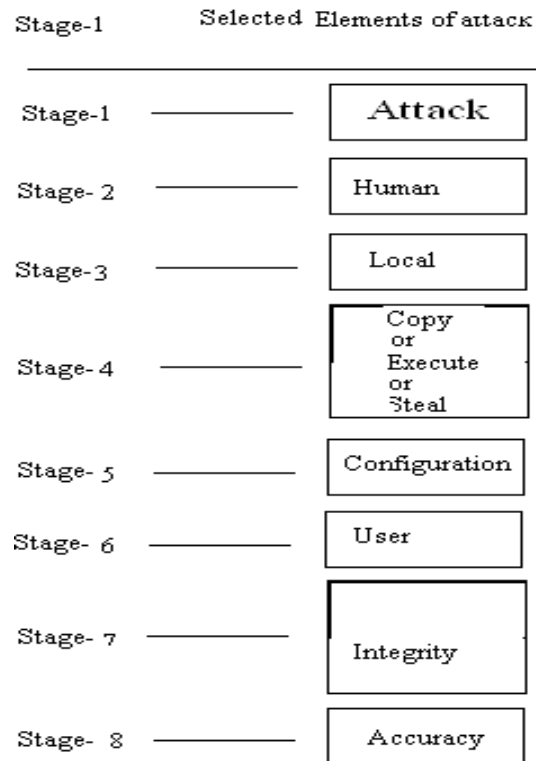 Stage-1 Selected Elements of attack
Stage-1 Attack
Stage- 2 Human
Stage-3 Local
Copy
or
Stage- 4 Execute
or
Steal
Stage- 5 Configuration
Stage- 6 User
Stage- 7 Integrity
Stage- 8 Accuracy